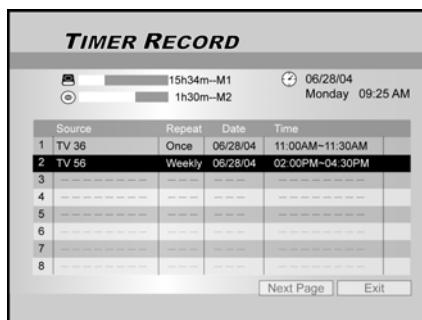 TIMER RECORD
15h34m--M1
06/28/04
1h30m--M2
Monday 09:25 AM
Source Repeat Date Time
1 TV 36 Once 06/28/04 11:00AM~11:30AM
2 TV 56 Weekly 06/28/04 02:00PM~04:30PM
3 -------- --- --- --------
4 -------- --- --- --------
5 -------- --- --- --------
6 -------- --- --- --------
7 -------- --- --- --------
8 -------- --- --- --------
Next Page Exit